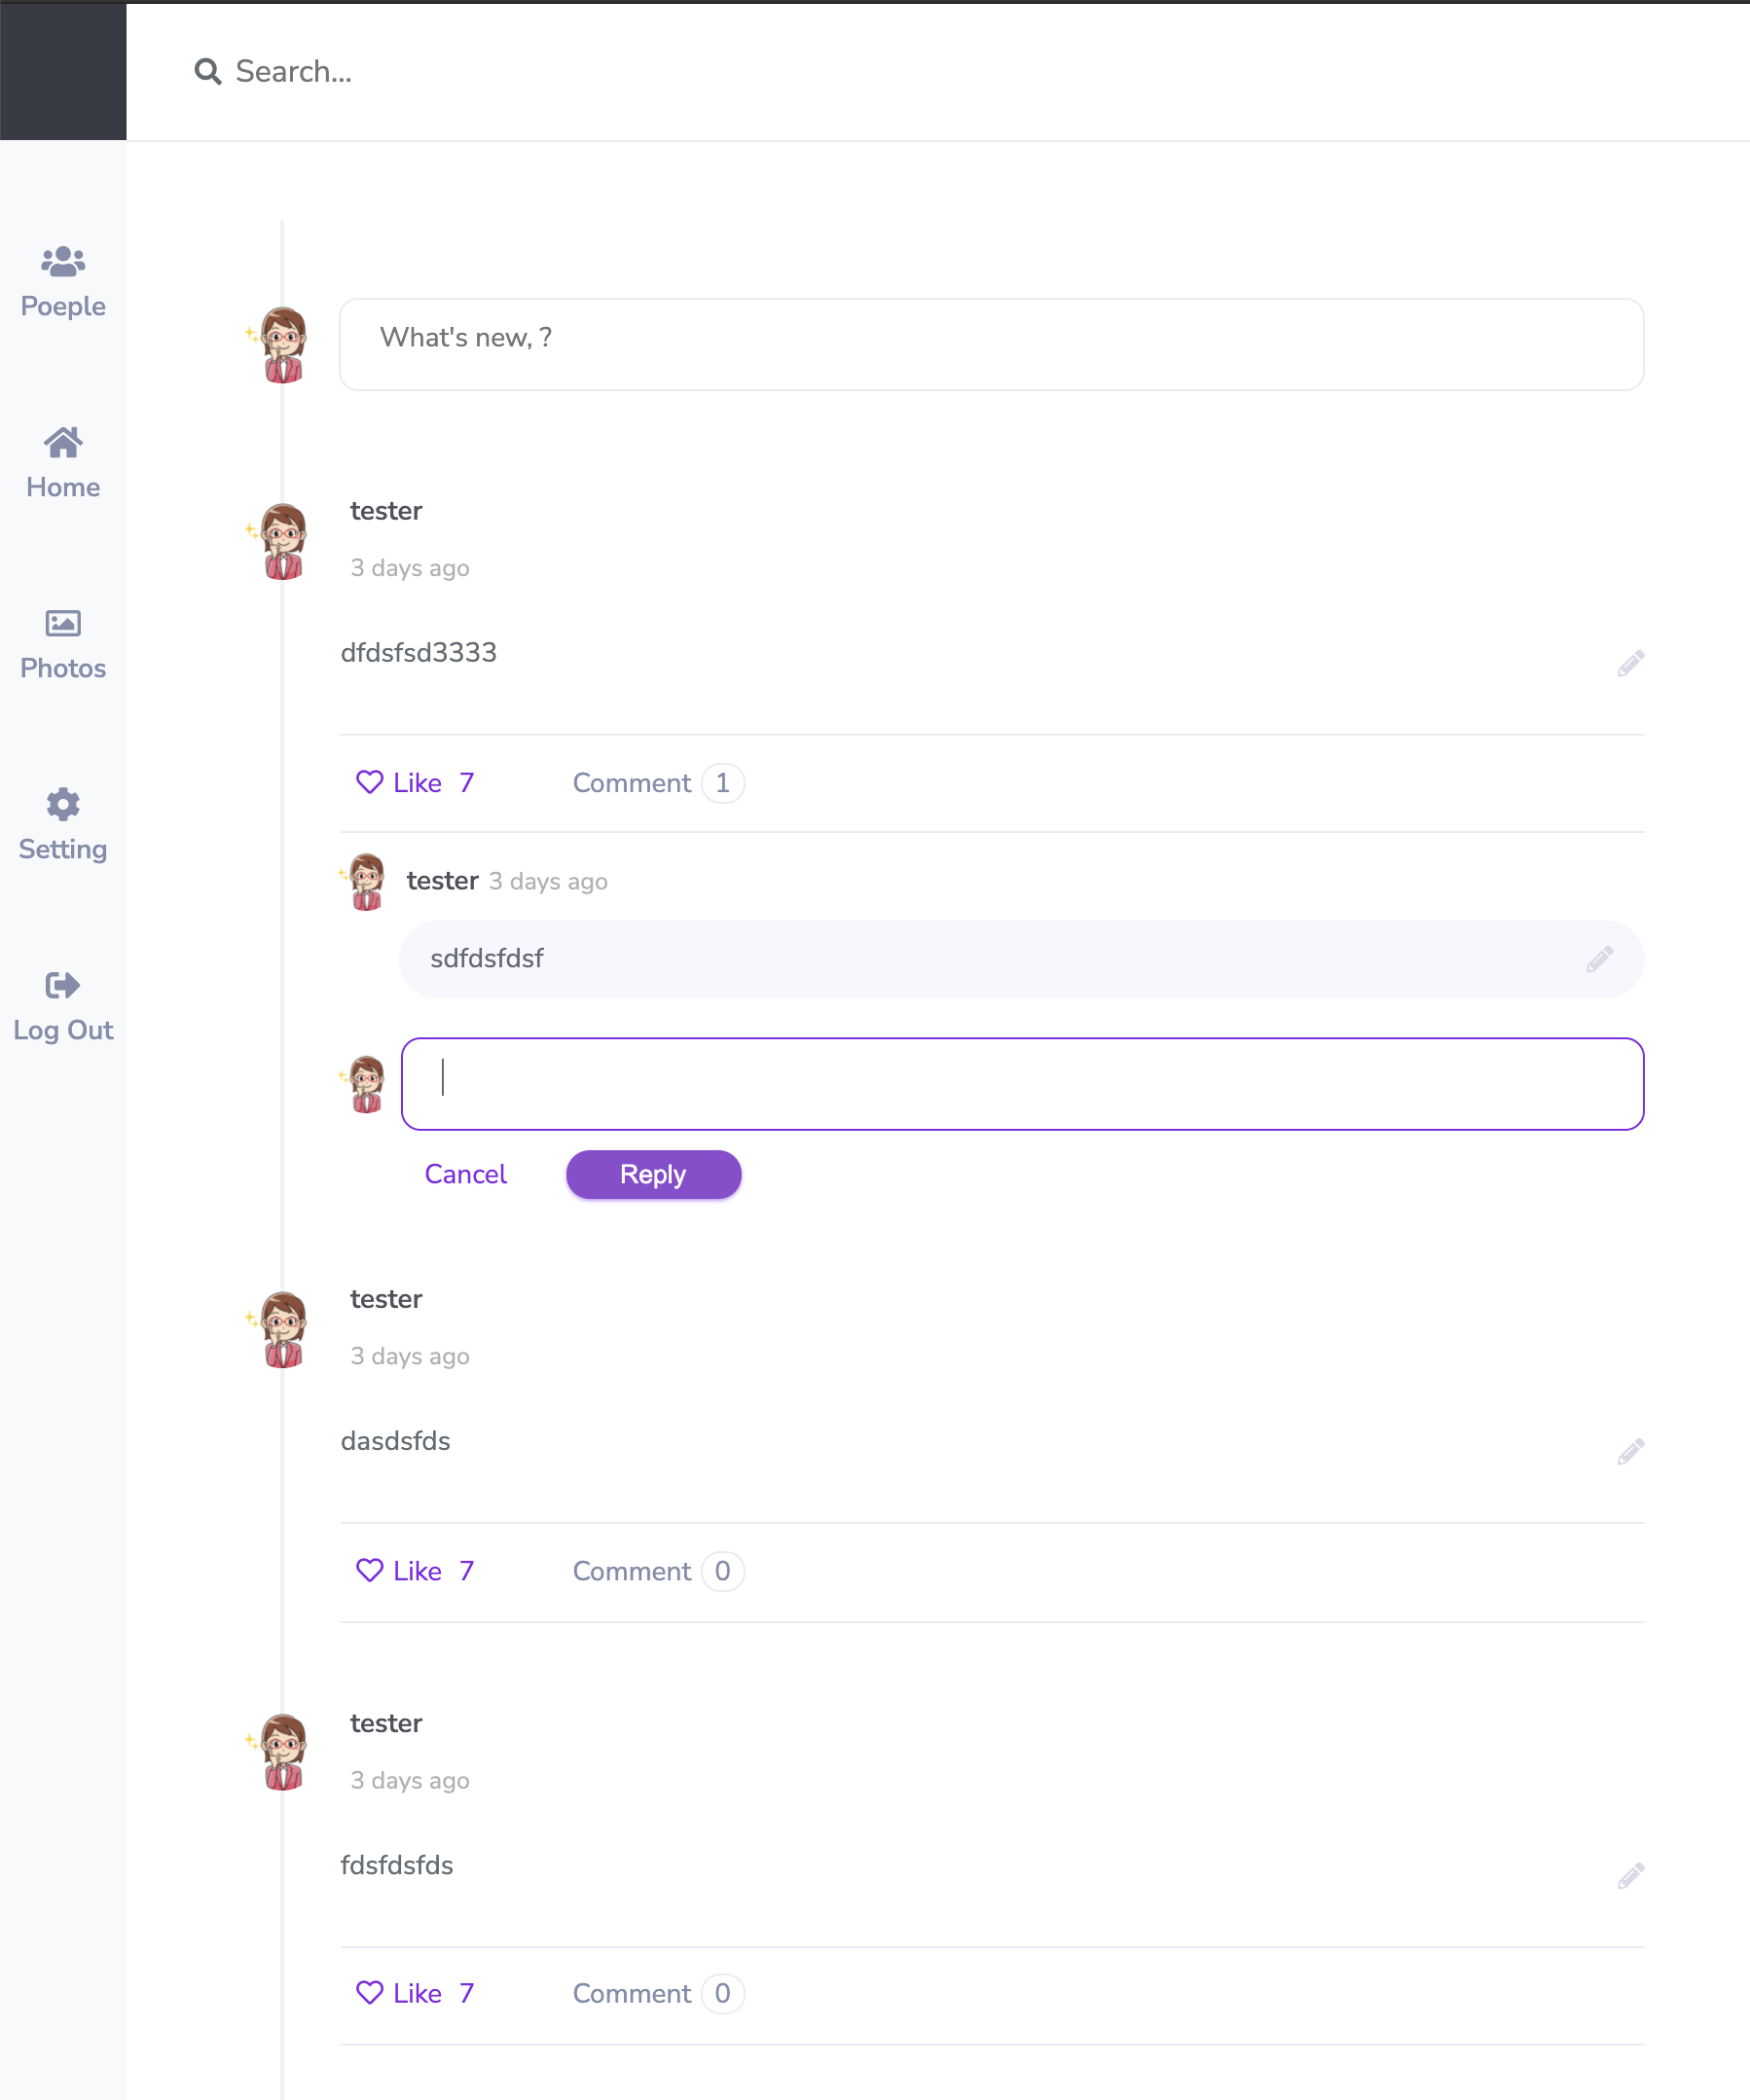 Search...
Poeple
Home
Photos
Setting
Log Out
What's new, ?
tester
3 days ago
dfdsfsd3333
Like 7 Comment 1
tester 3 days ago
sdfdsfdsf
Cancel Reply
tester
3 days ago
dasdsfds
Like 7 Comment 0
tester
3 days ago
fdsfdsfds
Like 7 Comment 0